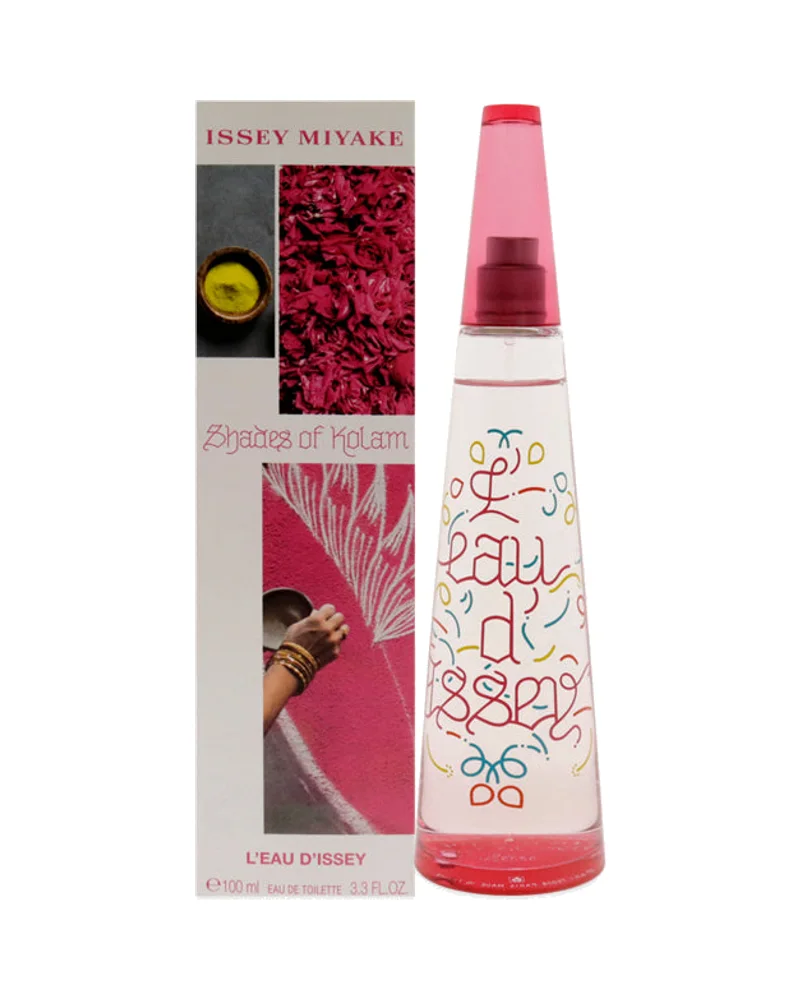 ISSEY MIYAKE
Shades of Kolam
L'EAU D'ISSEY
℮100 ml EAU DE TOILETTE 3.3 FL.OZ.
L'
eau
d'
issey